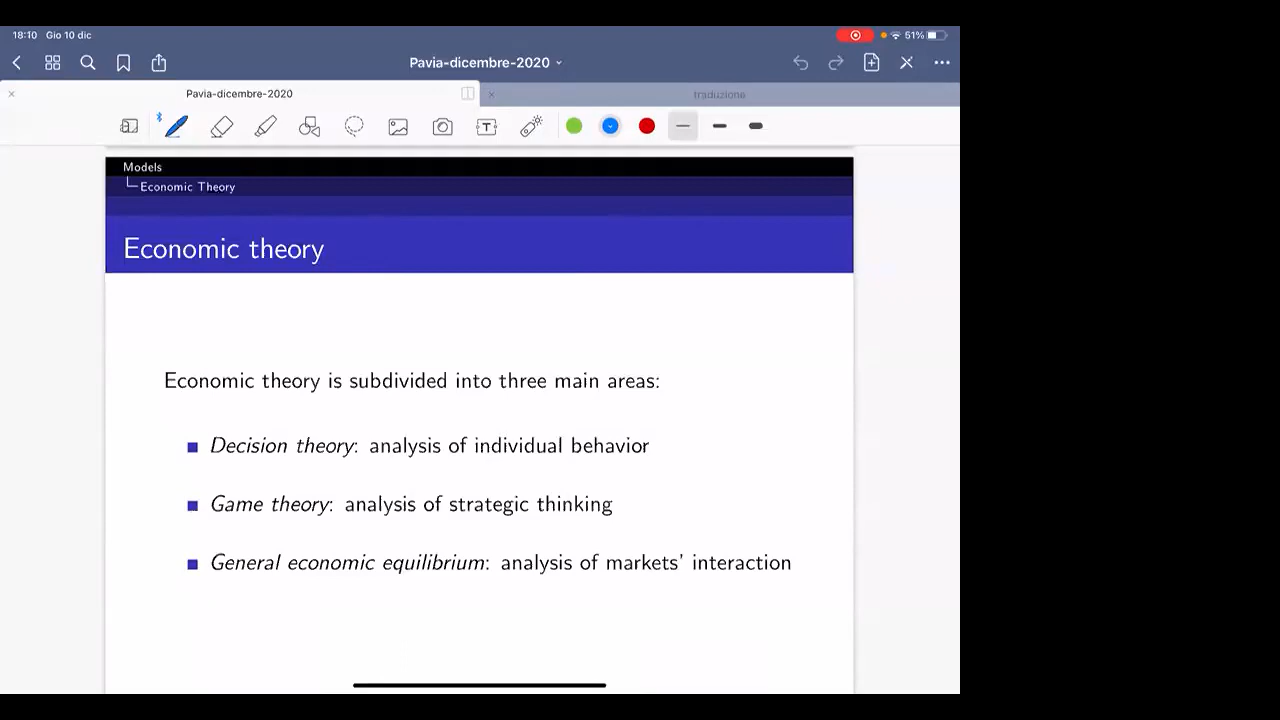 18:10 Gio 10 dic
51%
Pavia-dicembre-2020
Pavia-dicembre-2020
traduzione
Models
Economic Theory
Economic theory
Economic theory is subdivided into three main areas:
Decision theory: analysis of individual behavior
Game theory: analysis of strategic thinking
General economic equilibrium: analysis of markets' interaction